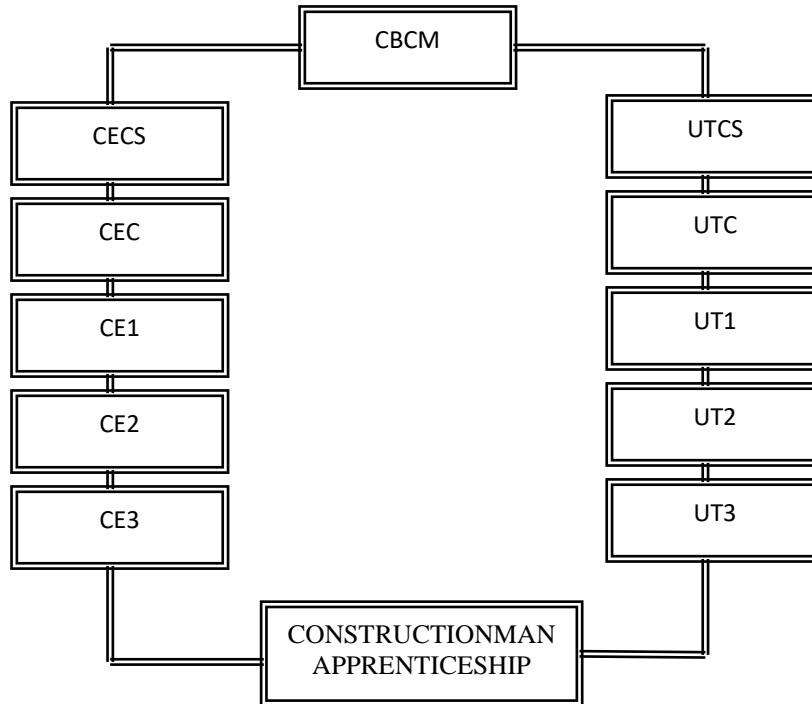 CBCM
CECS
CEC
CE1
CE2
CE3
UTCS
UTC
UT1
UT2
UT3
CONSTRUCTIONMAN
APPRENTICESHIP